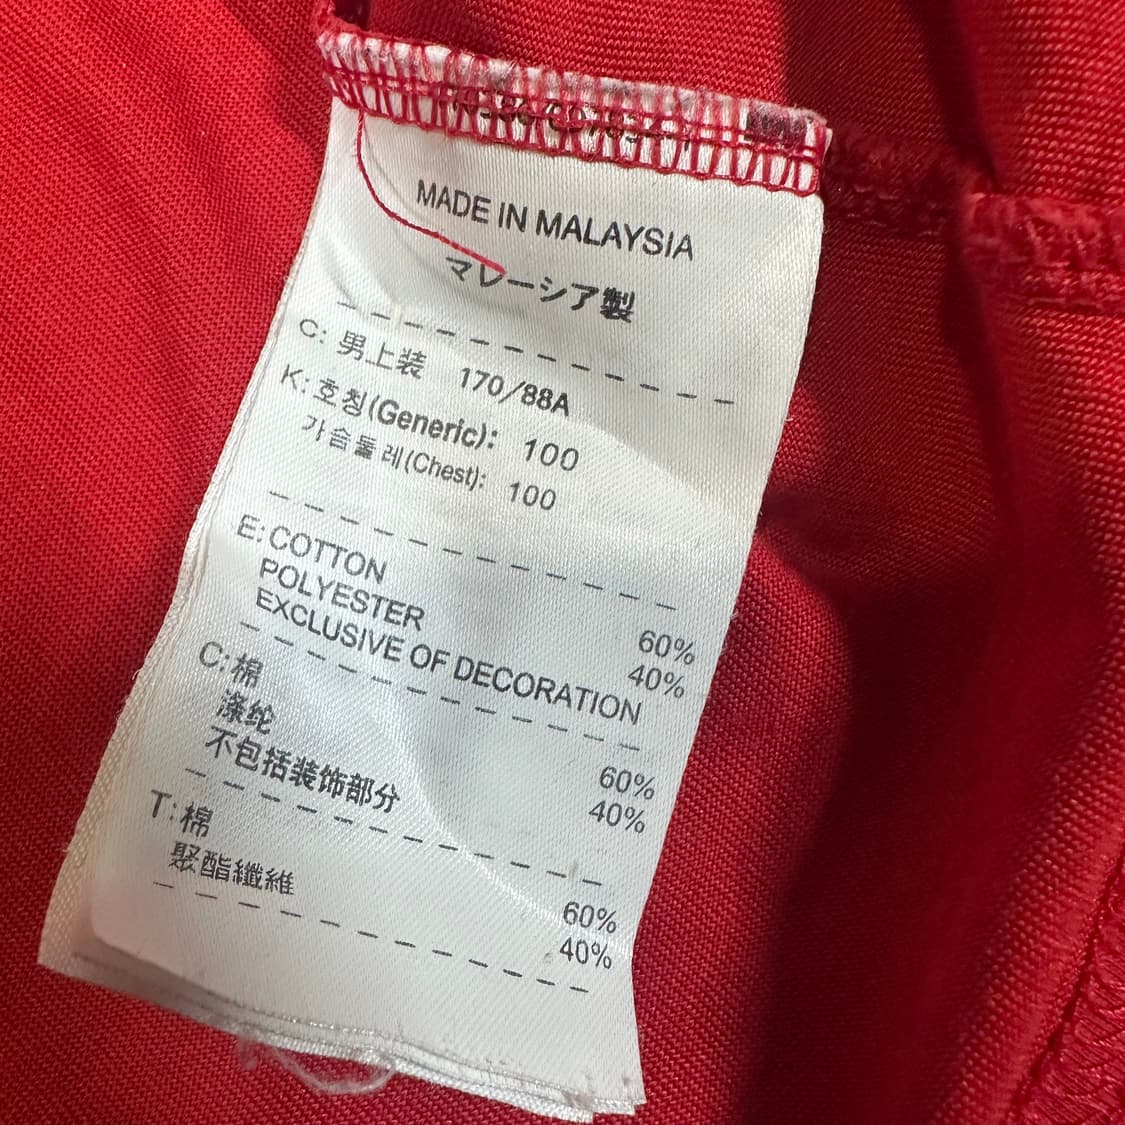 MADE IN MALAYSIA
マレーシア製
C: 男上装 170/88A
K: 호칭(Generic): 100
가슴둘레(Chest): 100
E: COTTON 60%
POLYESTER 40%
EXCLUSIVE OF DECORATION
C: 棉 60%
涤纶 40%
不包括装饰部分
T: 棉 60%
聚酯纖維 40%